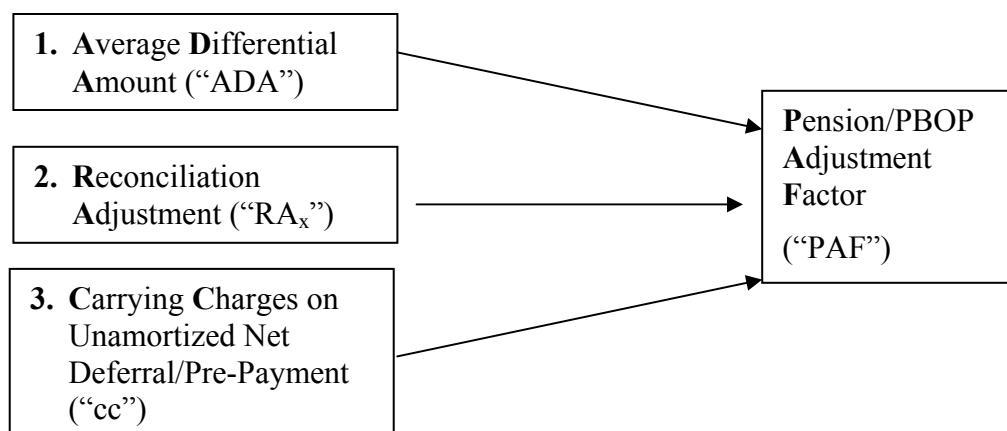 1. Average Differential
Amount (“ADA”)
2. Reconciliation
Adjustment (“RAx”)
3. Carrying Charges on
Unamortized Net
Deferral/Pre-Payment
(“cc”)
Pension/PBOP
Adjustment
Factor
(“PAF”)